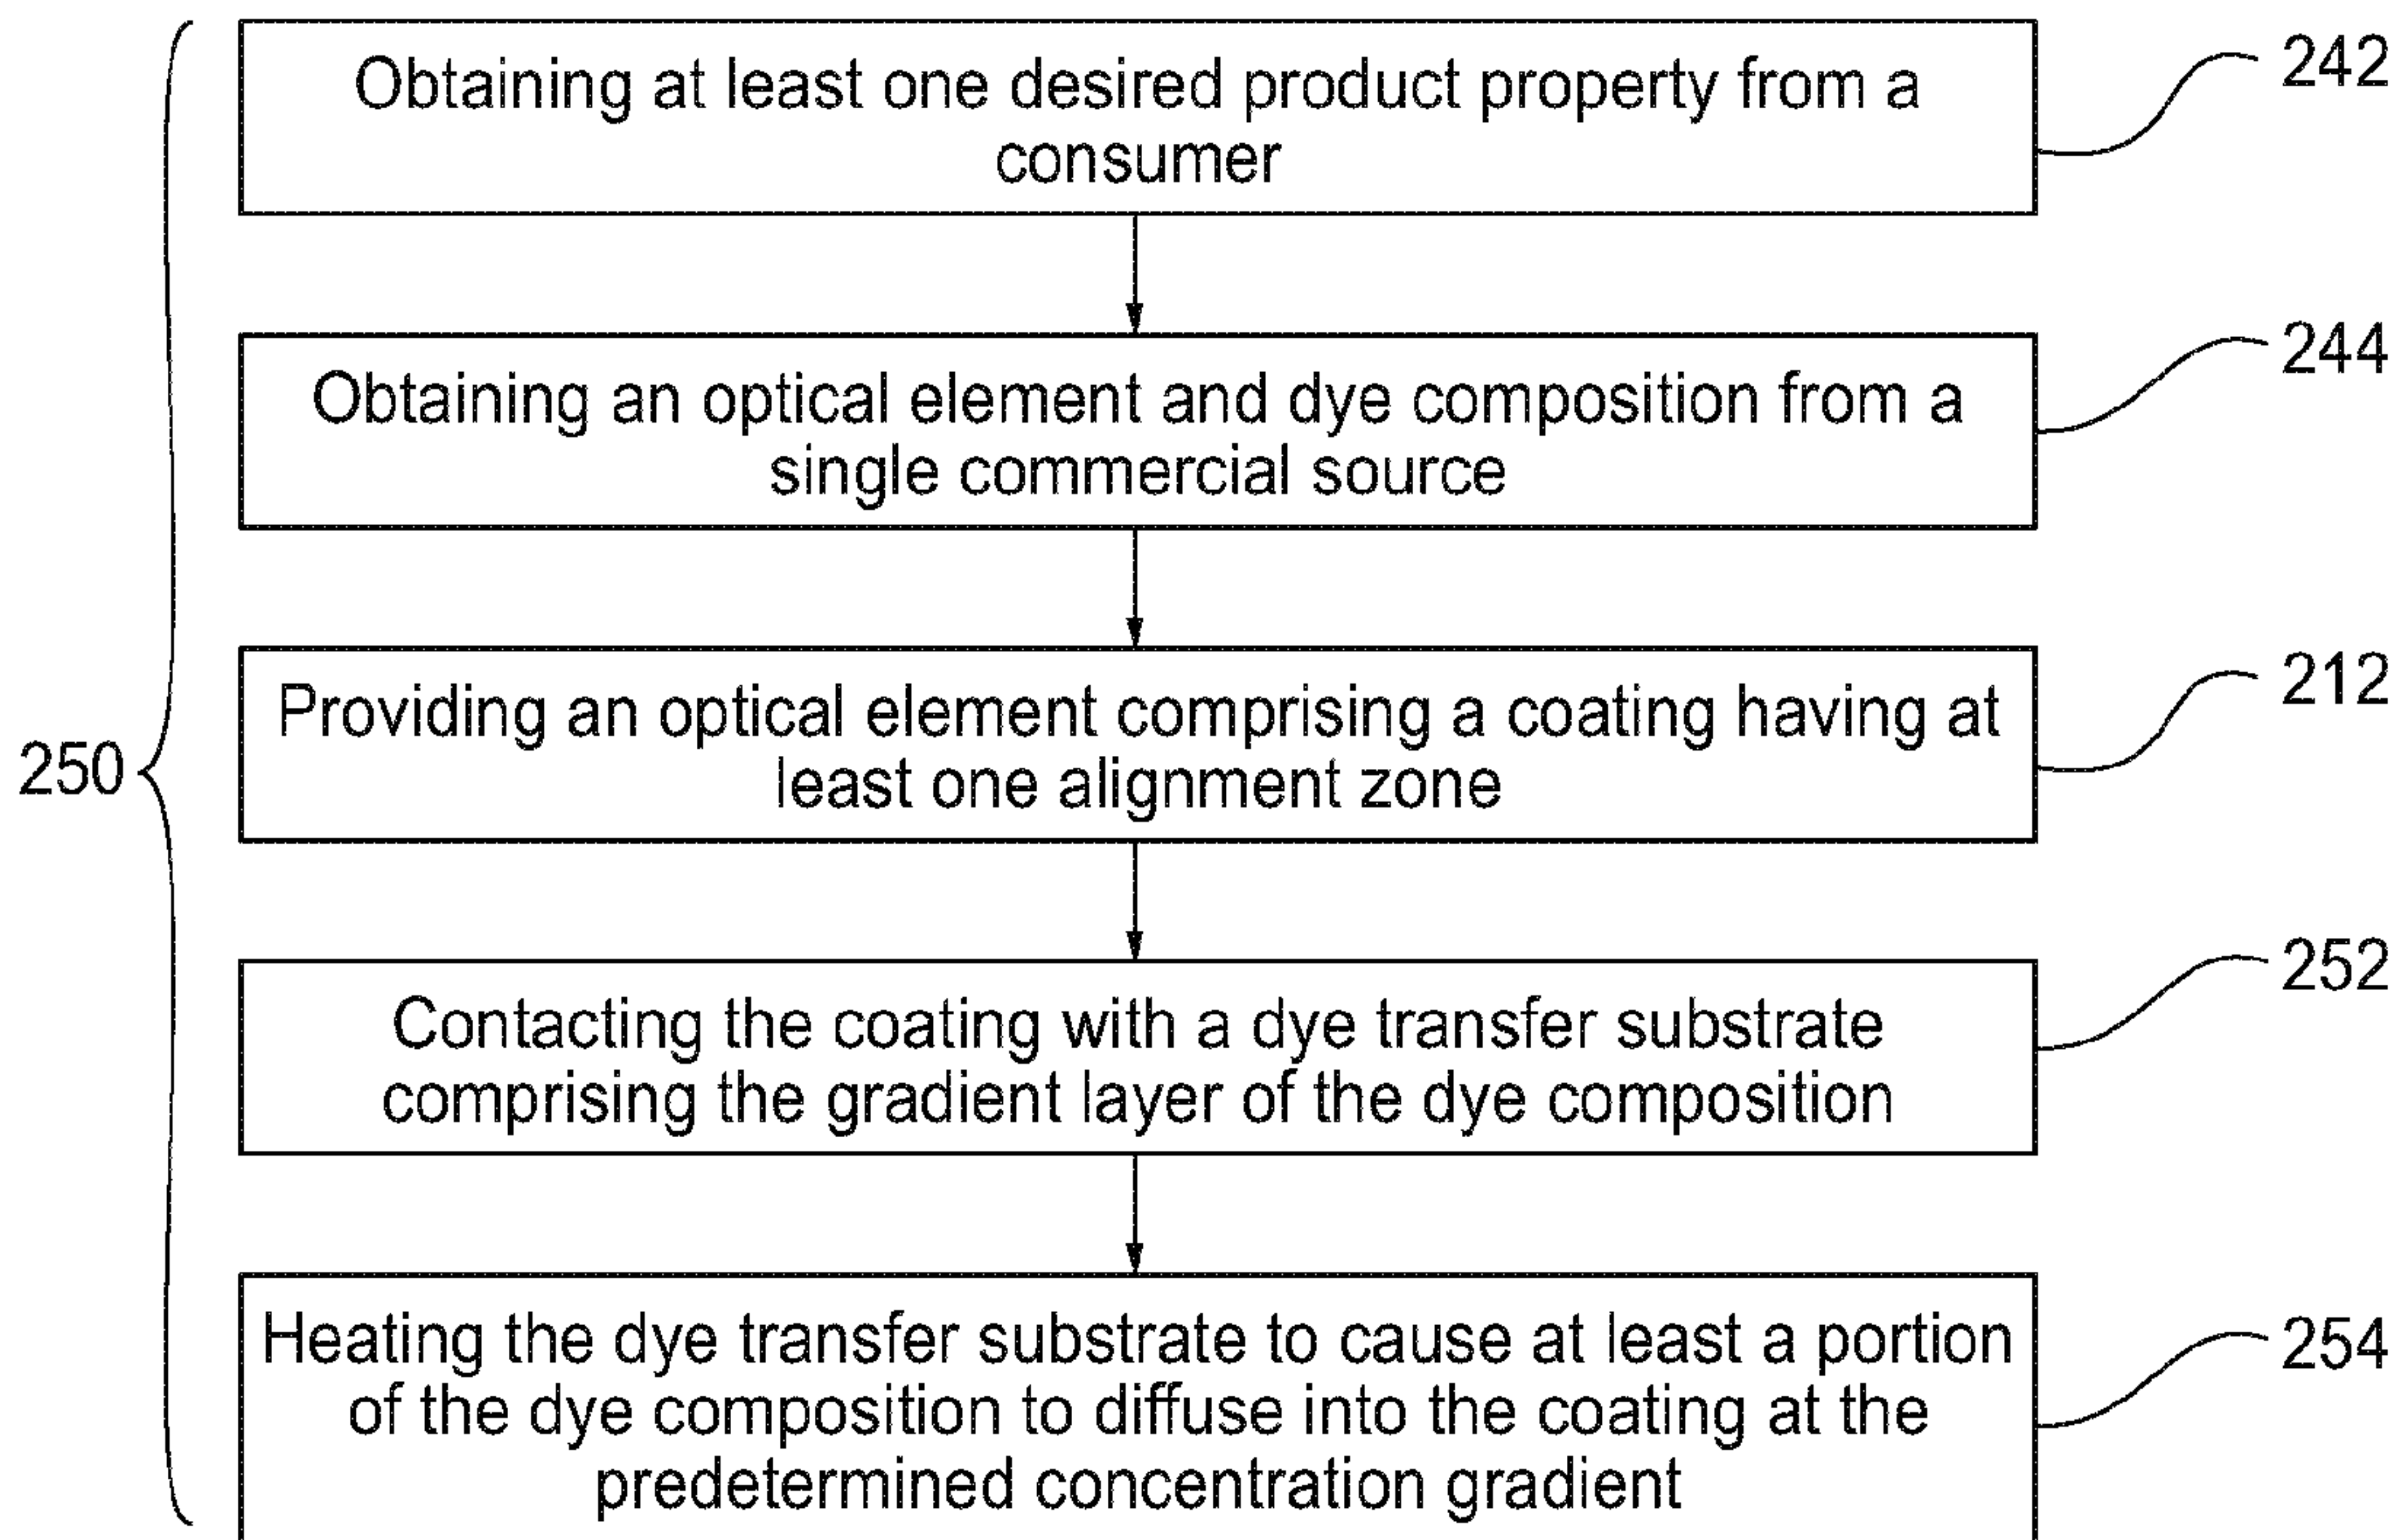 Obtaining at least one desired product property from a
consumer
242
Obtaining an optical element and dye composition from a
single commercial source
244
Providing an optical element comprising a coating having at
least one alignment zone
212
250
Contacting the coating with a dye transfer substrate
comprising the gradient layer of the dye composition
252
Heating the dye transfer substrate to cause at least a portion
of the dye composition to diffuse into the coating at the
predetermined concentration gradient
254